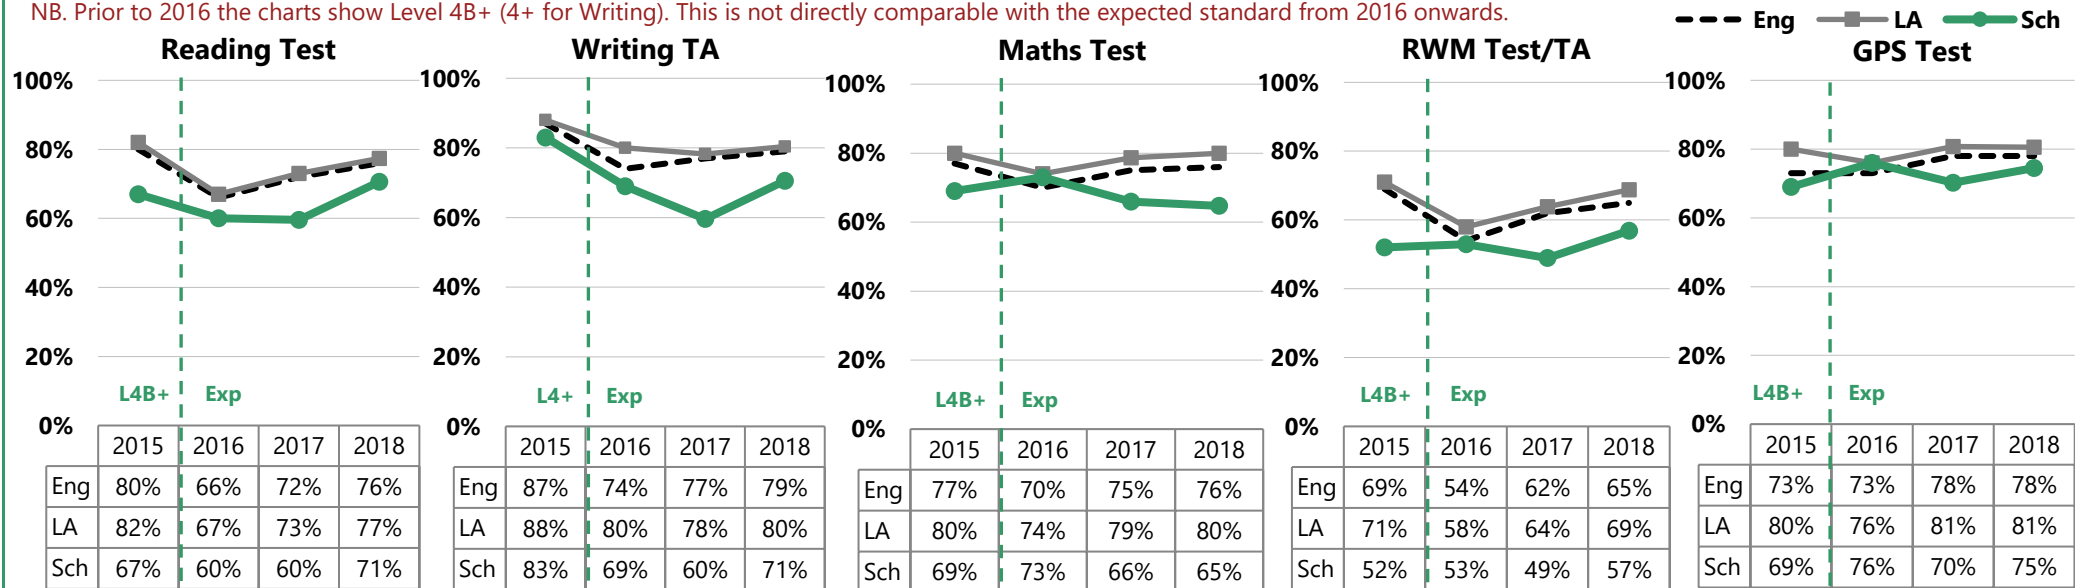 NB. Prior to 2016 the charts show Level 4B+ (4+ for Writing). This is not directly comparable with the expected standard from 2016 onwards.
Eng LA Sch
Reading Test
100%
80%
60%
40%
20%
0%
L4B+ Exp
2015 2016 2017 2018
Eng 80% 66% 72% 76%
LA 82% 67% 73% 77%
Sch 67% 60% 60% 71%
Writing TA
100%
80%
60%
40%
20%
0%
L4+ Exp
2015 2016 2017 2018
Eng 87% 74% 77% 79%
LA 88% 80% 78% 80%
Sch 83% 69% 60% 71%
Maths Test
100%
80%
60%
40%
20%
0%
L4B+ Exp
2015 2016 2017 2018
Eng 77% 70% 75% 76%
LA 80% 74% 79% 80%
Sch 69% 73% 66% 65%
RWM Test/TA
100%
80%
60%
40%
20%
0%
L4B+ Exp
2015 2016 2017 2018
Eng 69% 54% 62% 65%
LA 71% 58% 64% 69%
Sch 52% 53% 49% 57%
GPS Test
100%
80%
60%
40%
20%
0%
L4B+ Exp
2015 2016 2017 2018
Eng 73% 73% 78% 78%
LA 80% 76% 81% 81%
Sch 69% 76% 70% 75%